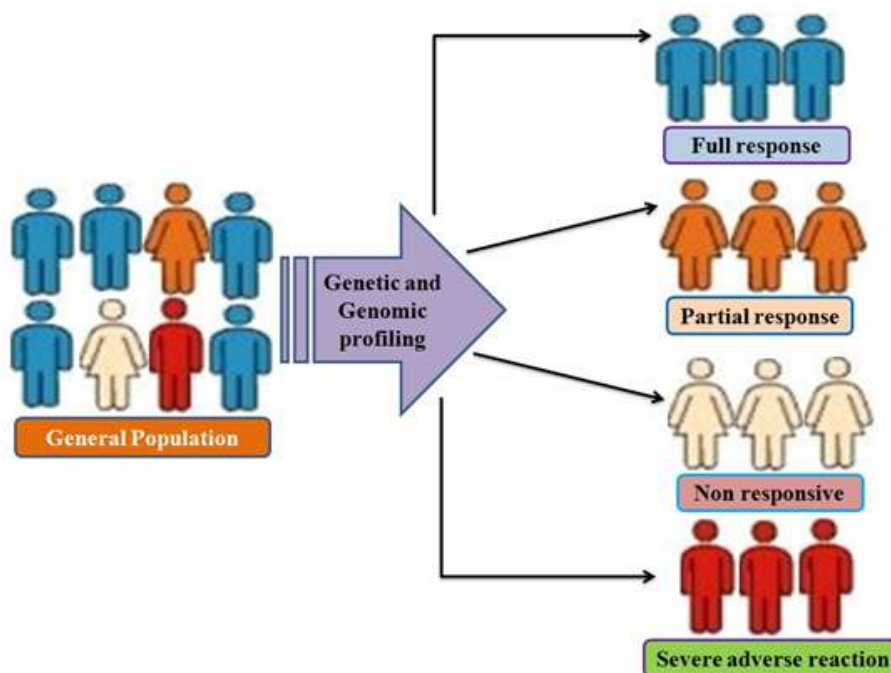 General Population
Genetic and
Genomic
profiling
Full response
Partial response
Non responsive
Severe adverse reaction